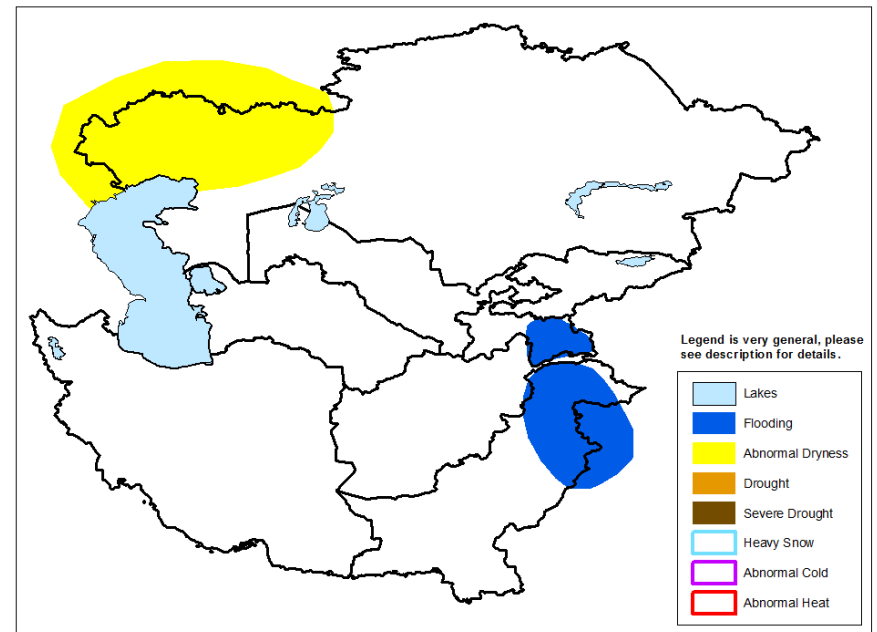 Legend is very general, please
see description for details.
Lakes
Flooding
Abnormal Dryness
Drought
Severe Drought
Heavy Snow
Abnormal Cold
Abnormal Heat